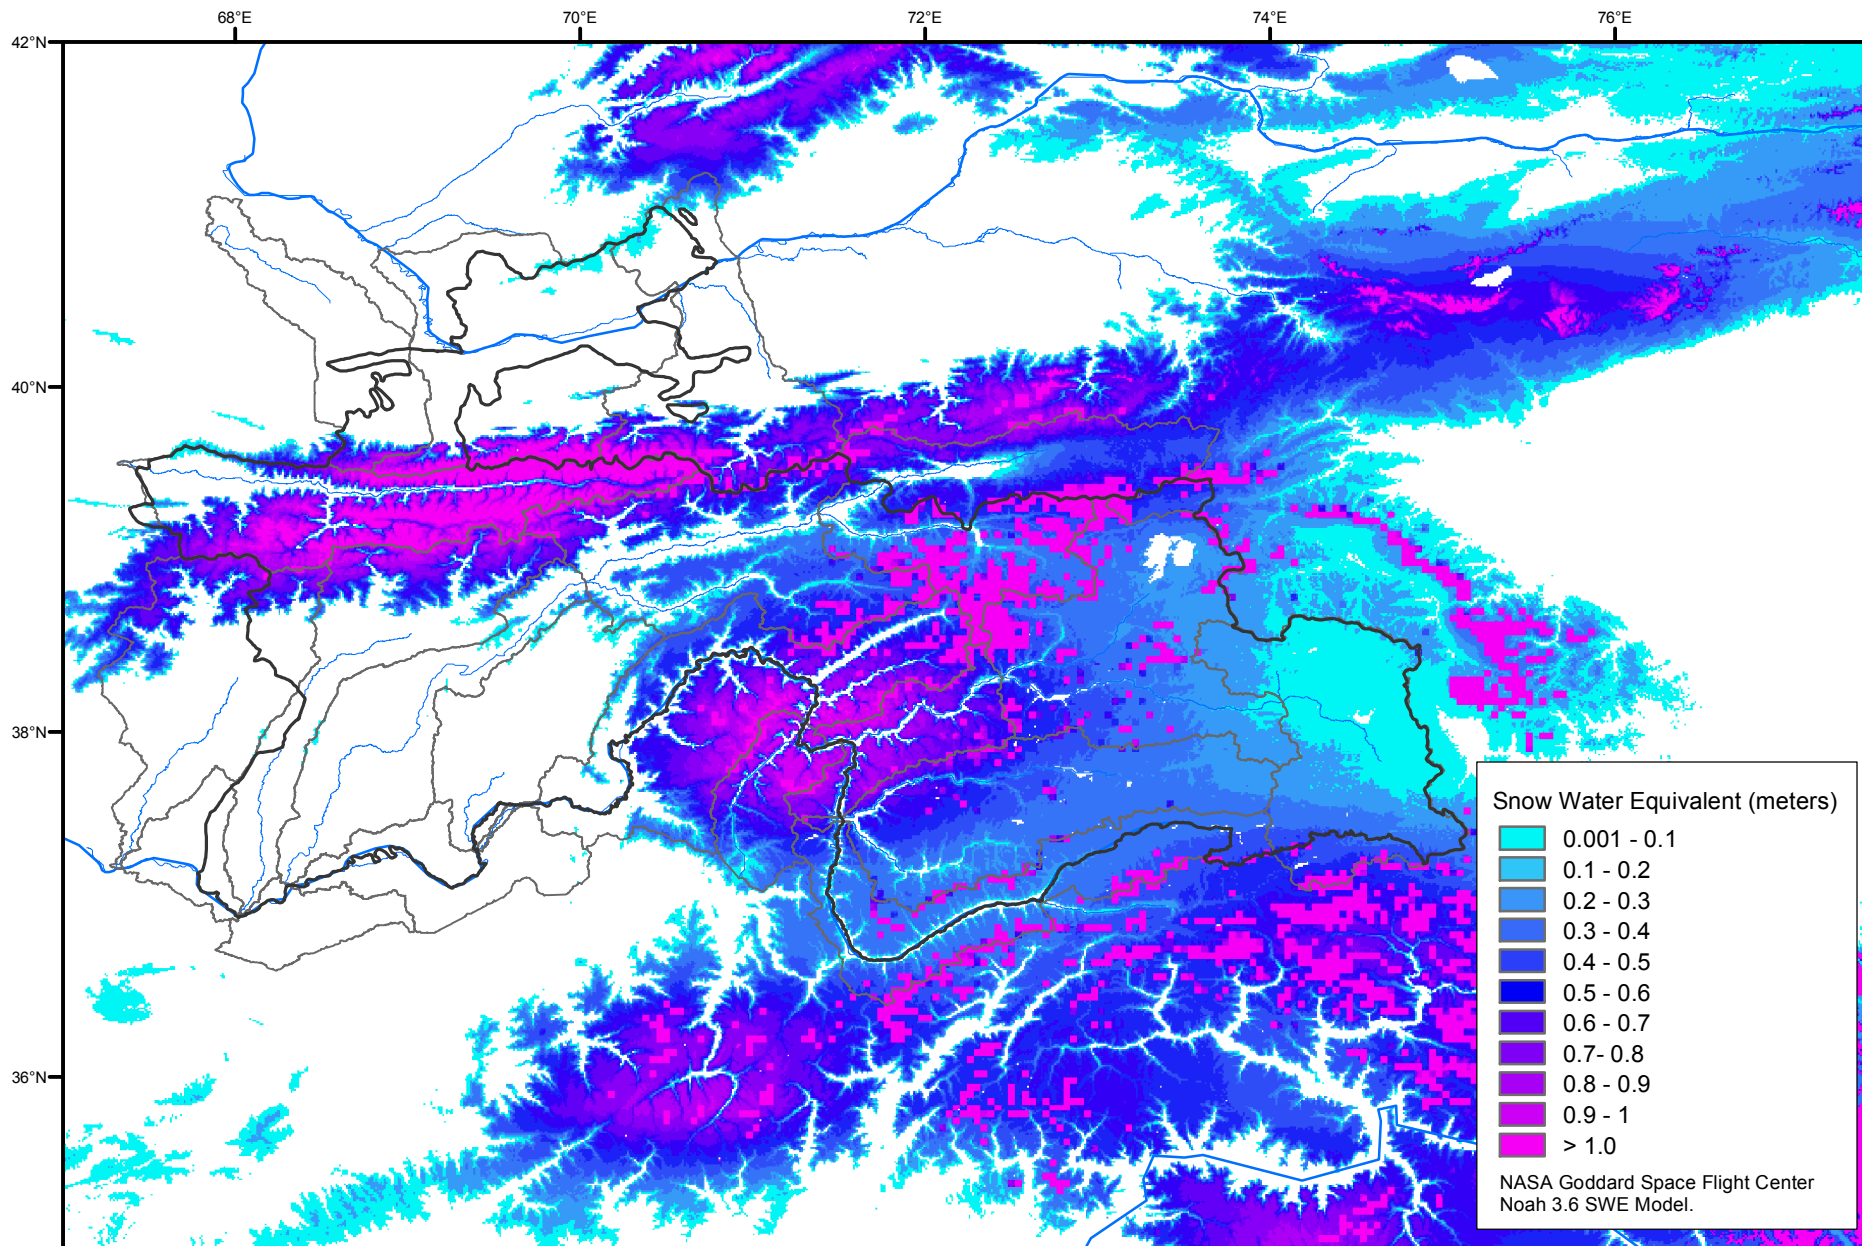 68°E
70°E
72°E
74°E
76°E
42°N
40°N
38°N
36°N
Snow Water Equivalent (meters)
0.001 - 0.1
0.1 - 0.2
0.2 - 0.3
0.3 - 0.4
0.4 - 0.5
0.5 - 0.6
0.6 - 0.7
0.7- 0.8
0.8 - 0.9
0.9 - 1
> 1.0
NASA Goddard Space Flight Center
Noah 3.6 SWE Model.